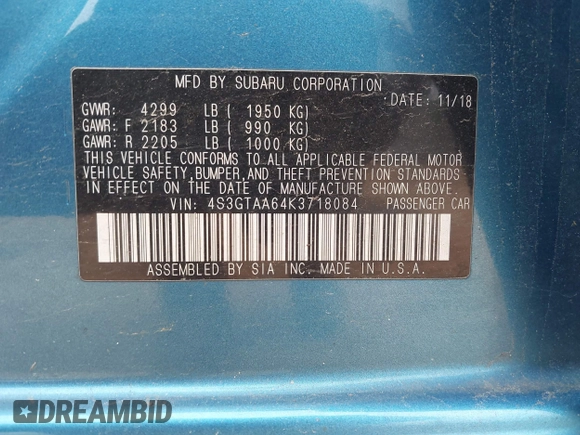 MFD BY SUBARU CORPORATION
DATE: 11/18
GVWR: 4299 LB ( 1950 KG)
GAWR: F 2183 LB ( 990 KG)
GAWR: R 2205 LB ( 1000 KG)
THIS VEHICLE CONFORMS TO ALL APPLICABLE FEDERAL MOTOR
VEHICLE SAFETY, BUMPER, AND THEFT PREVENTION STANDARDS
IN EFFECT ON THE DATE OF MANUFACTURE SHOWN ABOVE.
VIN: 4S3GTAA64K3718084 PASSENGER CAR
ASSEMBLED BY SIA INC. MADE IN U.S.A.
DREAMBID